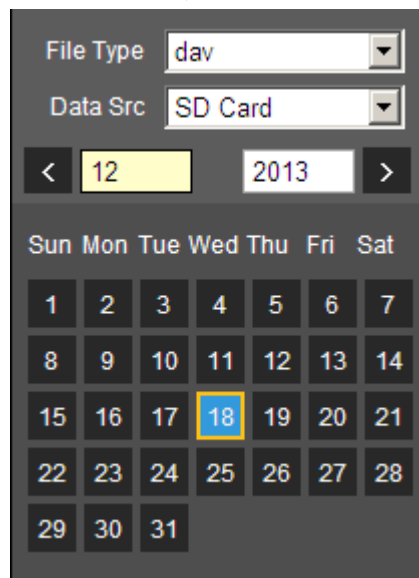 File Type dav
Data Src SD Card
< 12 2013 >
Sun Mon Tue Wed Thu Fri Sat
1 2 3 4 5 6 7
8 9 10 11 12 13 14
15 16 17 18 19 20 21
22 23 24 25 26 27 28
29 30 31